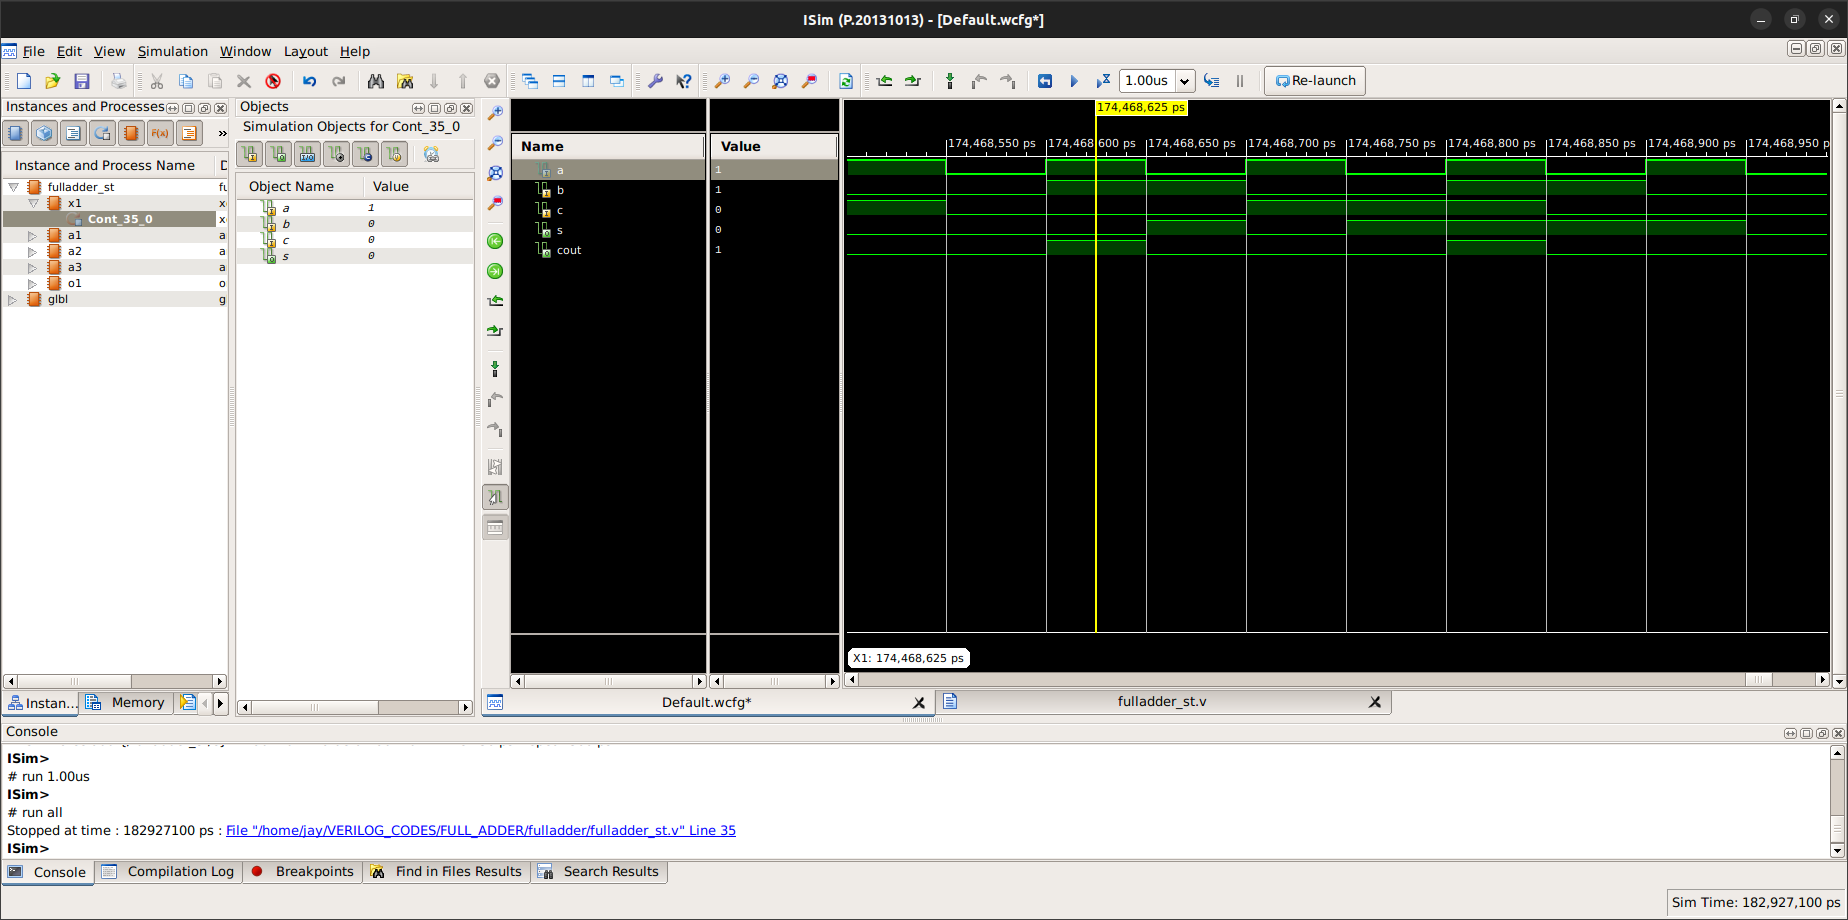 ISim (P.20131013) - [Default.wcfg*]
File Edit View Simulation Window Layout Help
1.00us Re-launch
Instances and Processes
Instance and Process Name D
fulladder_st fu
x1 x
Cont_35_0 x
a1 a
a2 a
a3 a
o1 o
glbl g
Instan... Memory
Objects
Simulation Objects for Cont_35_0
Object Name Value
a 1
b 0
c 0
s 0
Name Value
a 1
b 1
c 0
s 0
cout 1
174,468,625 ps
174,468,550 ps 174,468,600 ps 174,468,650 ps 174,468,700 ps 174,468,750 ps 174,468,800 ps 174,468,850 ps 174,468,900 ps 174,468,950 ps
X1: 174,468,625 ps
Default.wcfg* fulladder_st.v
Console
ISim>
# run 1.00us
ISim>
# run all
Stopped at time : 182927100 ps : File "/home/jay/VERILOG_CODES/FULL_ADDER/fulladder/fulladder_st.v" Line 35
ISim>
Console Compilation Log Breakpoints Find in Files Results Search Results
Sim Time: 182,927,100 ps